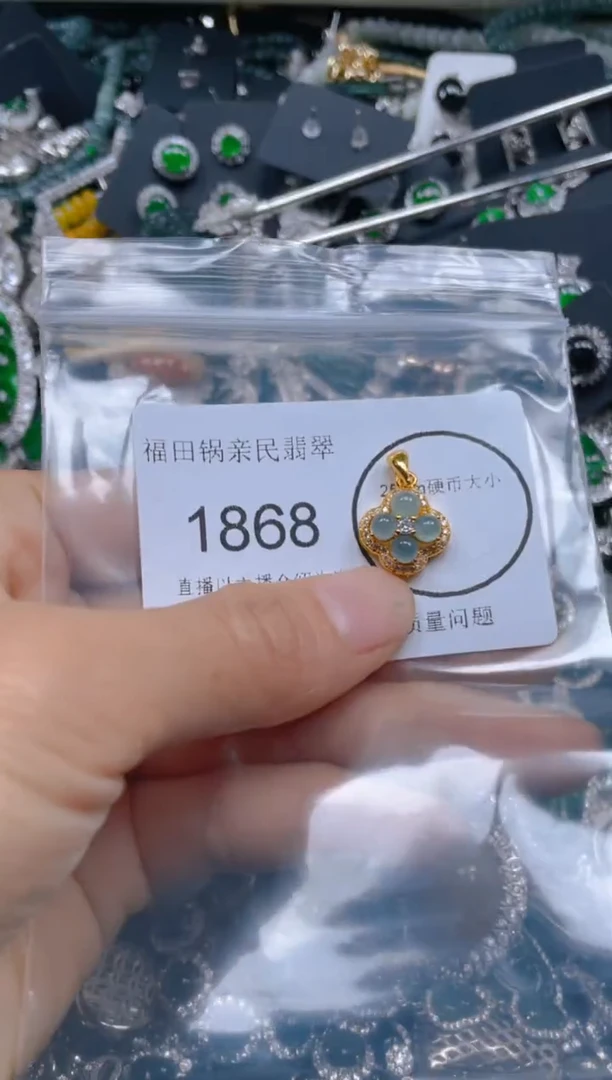 福田锅亲民翡翠
硬币大小
1868
直播以主播介绍
质量问题